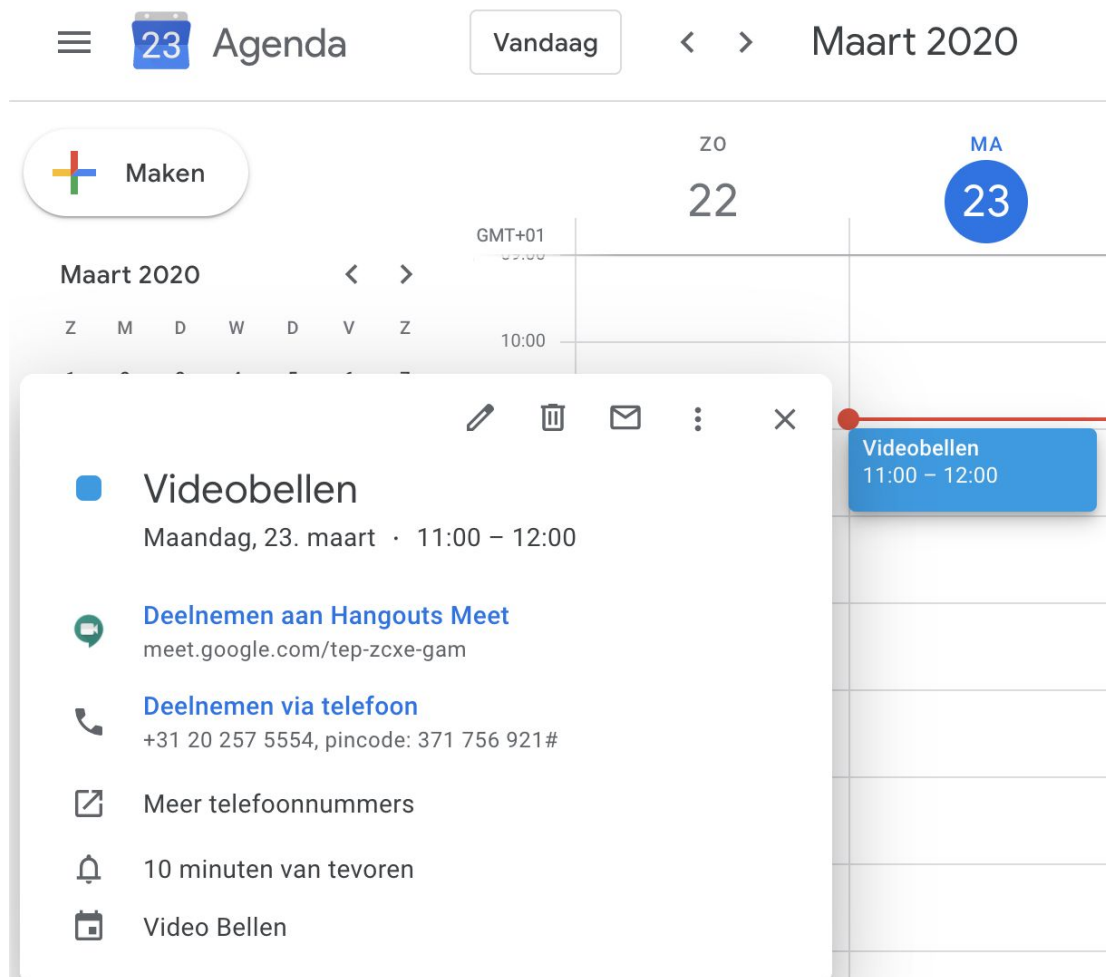 23 Agenda Vandaag Maart 2020
Maken
ZO MA
22 23
GMT+01
Maart 2020
Z M D W D V Z
10:00
Videobellen
11:00 – 12:00
Videobellen
Maandag, 23. maart · 11:00 – 12:00
Deelnemen aan Hangouts Meet
meet.google.com/tep-zcxe-gam
Deelnemen via telefoon
+31 20 257 5554, pincode: 371 756 921#
Meer telefoonnummers
10 minuten van tevoren
Video Bellen